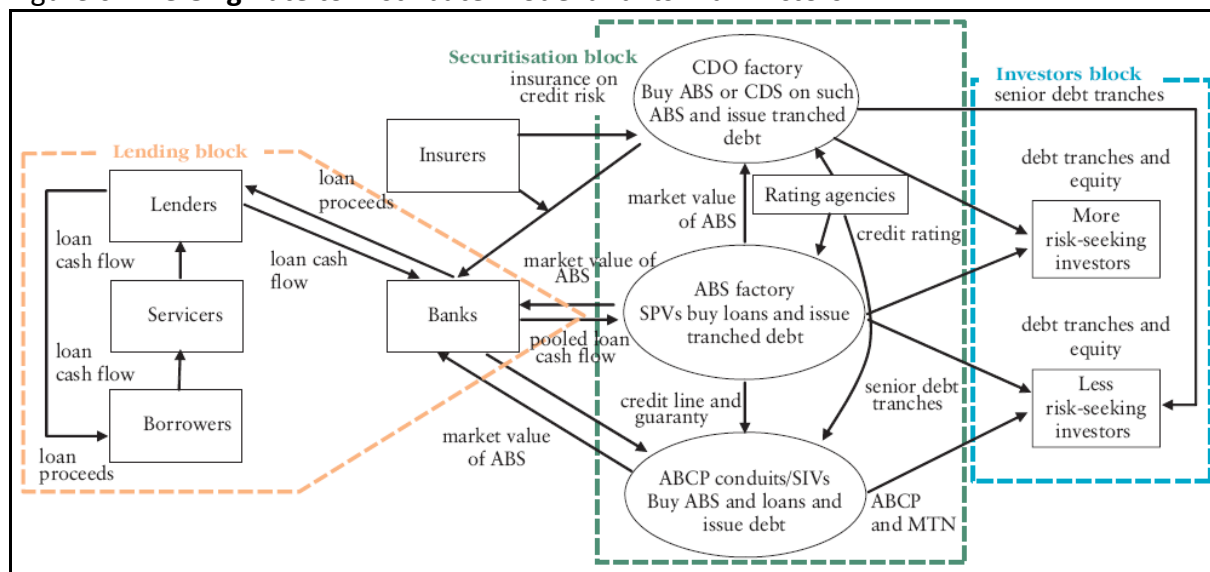 Securitisation block
insurance on
credit risk
CDO factory
Buy ABS or CDS on such
ABS and issue tranched
debt
Investors block
senior debt tranches
Lending block
Insurers
loan
proceeds
Lenders
loan
cash flow
loan cash
flow
market value
of ABS
Rating agencies
credit rating
debt tranches and
equity
More
risk-seeking
investors
market value of
ABS
Servicers
Banks
ABS factory
SPVs buy loans and issue
tranched debt
pooled loan
cash flow
loan
cash flow
debt tranches and
equity
Borrowers
credit line and
guaranty
senior debt
tranches
Less
risk-seeking
investors
loan
proceeds
market value
of ABS
ABCP conduits/SIVs
Buy ABS and loans and
issue debt
ABCP
and MTN